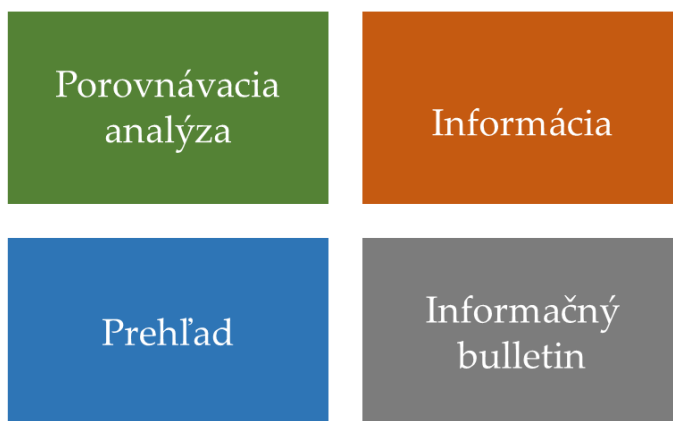 Porovnávacia
analýza
Informácia
Prehľad
Informačný
bulletin